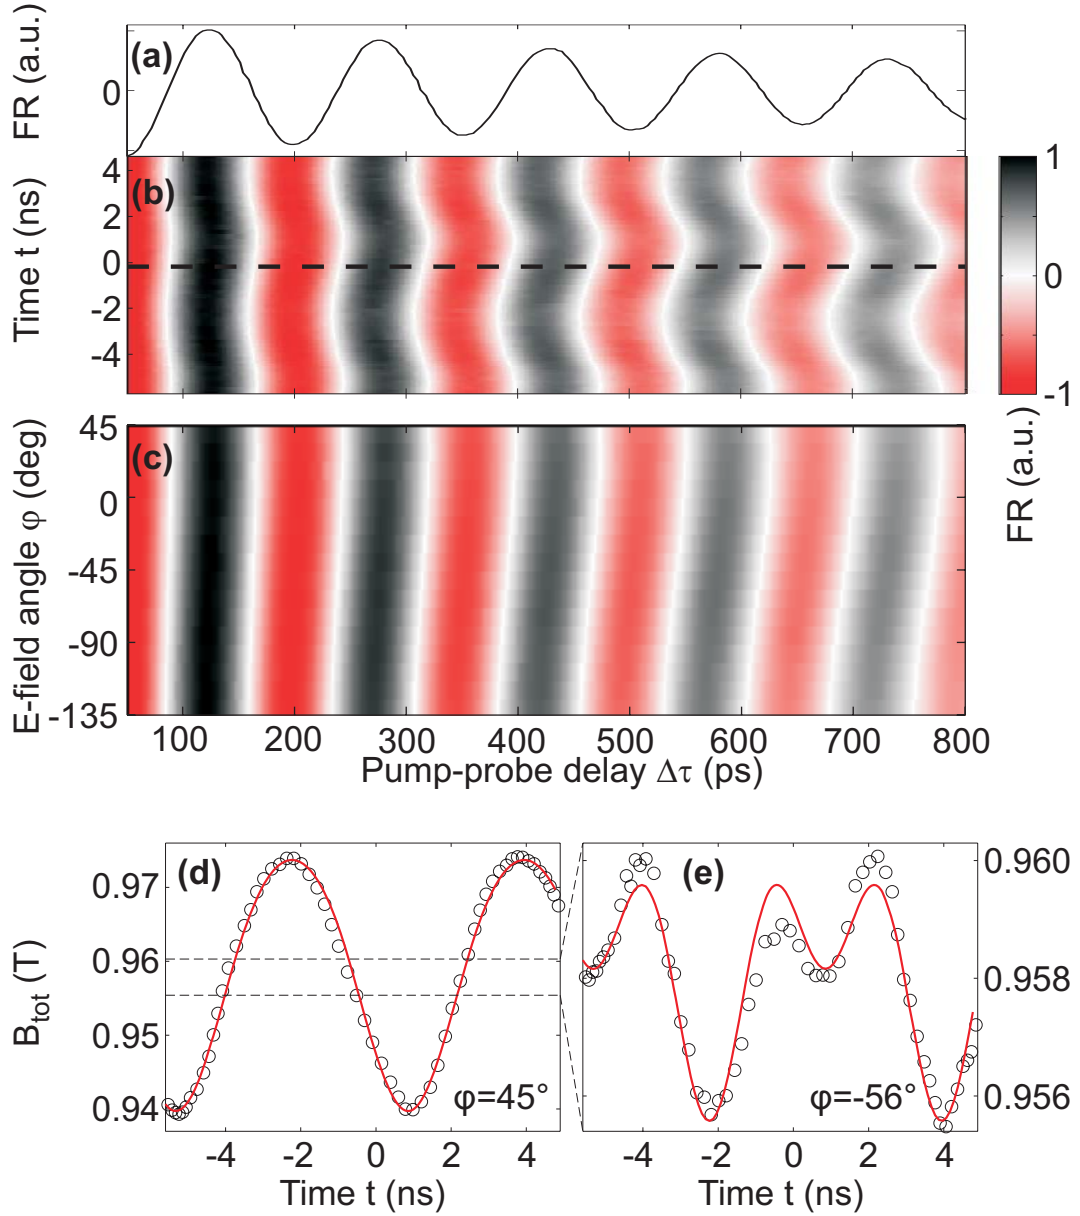 FR (a.u.)
0
(a)
Time t (ns)
4
2
0
-2
-4
(b)
1
0
-1
FR (a.u.)
E-field angle φ (deg)
45
0
-45
-90
-135
(c)
100 200 300 400 500 600 700 800
Pump-probe delay Δτ (ps)
B_tot (T)
0.97
0.96
0.95
0.94
(d)
φ=45°
-4 -2 0 2 4
Time t (ns)
(e)
0.960
0.958
0.956
φ=-56°
-4 -2 0 2 4
Time t (ns)